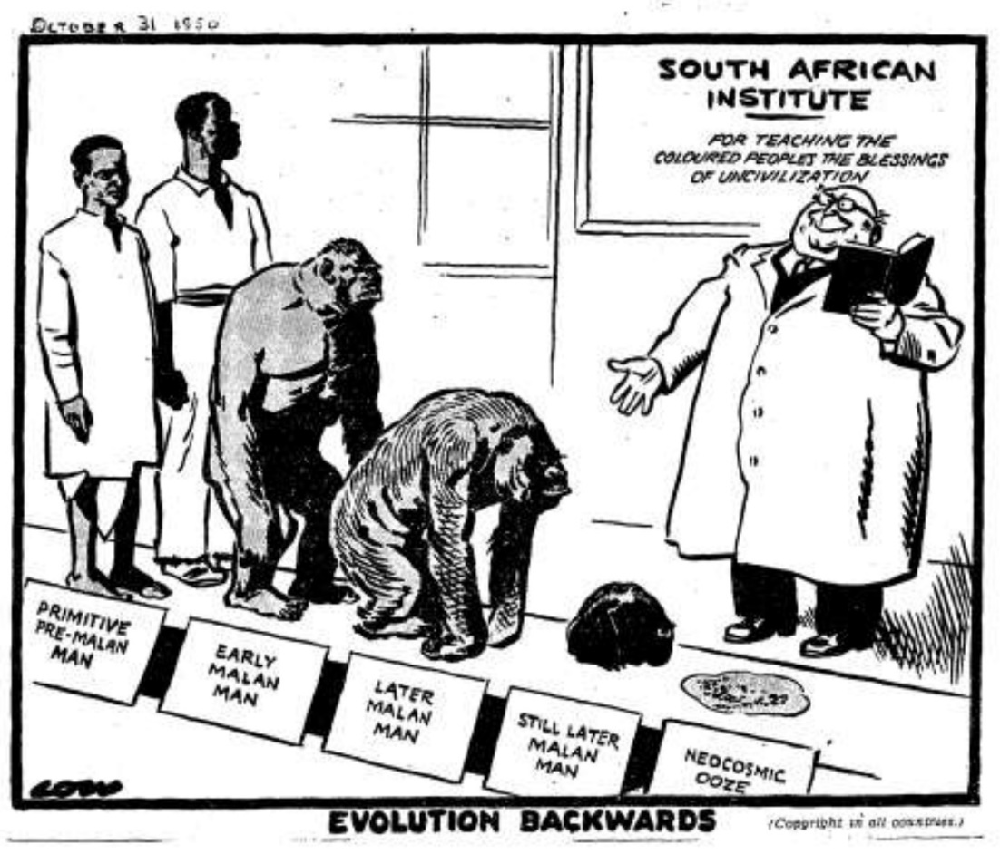 OCTOBER 31 1950
SOUTH AFRICAN
INSTITUTE
FOR TEACHING THE
COLOURED PEOPLES THE BLESSINGS
OF UNCIVILIZATION
PRIMITIVE
PRE-MALAN
MAN
EARLY
MALAN
MAN
LATER
MALAN
MAN
STILL LATER
MALAN
MAN
NEOCOSMIC
OOZE
LOW
EVOLUTION BACKWARDS
(Copyright in all countries.)